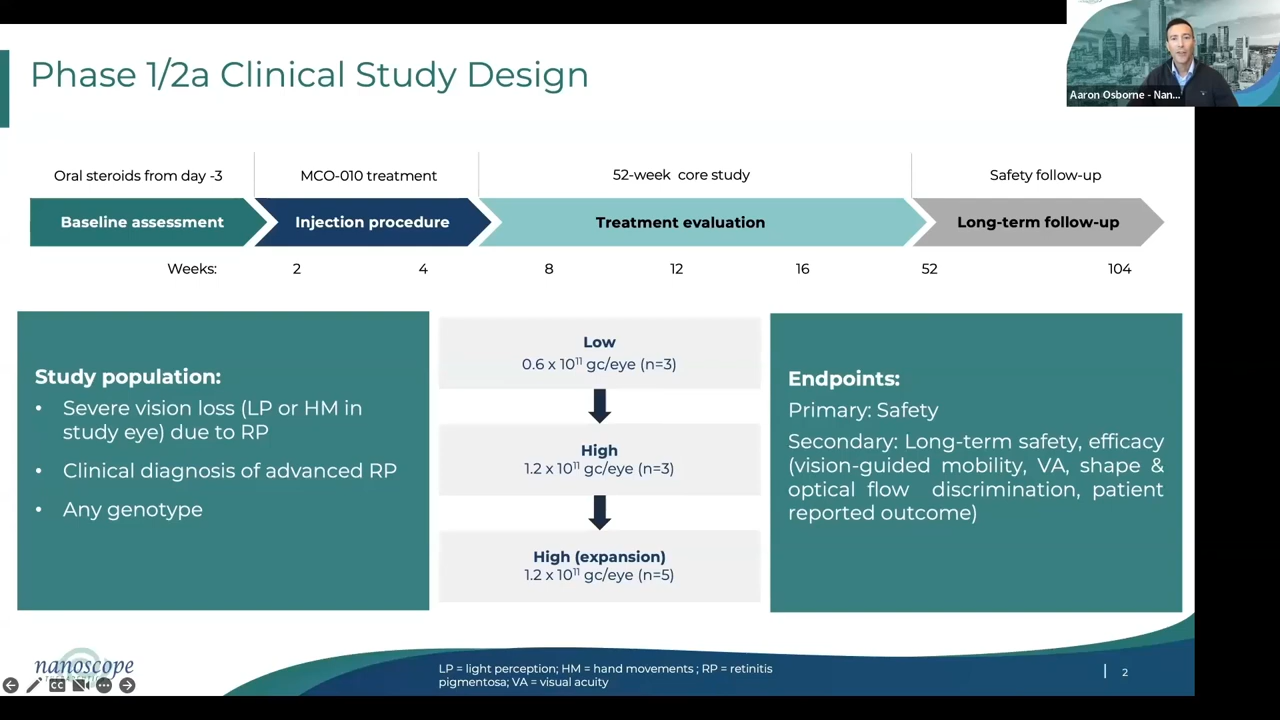 Phase 1/2a Clinical Study Design
Aaron Osborne - Nan...
Oral steroids from day -3
MCO-010 treatment
52-week core study
Safety follow-up
Baseline assessment
Injection procedure
Treatment evaluation
Long-term follow-up
Weeks: 2 4 8 12 16 52 104
Study population:
• Severe vision loss (LP or HM in
study eye) due to RP
• Clinical diagnosis of advanced RP
• Any genotype
Low
0.6 x 10¹¹ gc/eye (n=3)
High
1.2 x 10¹¹ gc/eye (n=3)
High (expansion)
1.2 x 10¹¹ gc/eye (n=5)
Endpoints:
Primary: Safety
Secondary: Long-term safety, efficacy
(vision-guided mobility, VA, shape &
optical flow discrimination, patient
reported outcome)
nanoscope
CC
LP = light perception; HM = hand movements ; RP = retinitis
pigmentosa; VA = visual acuity
2